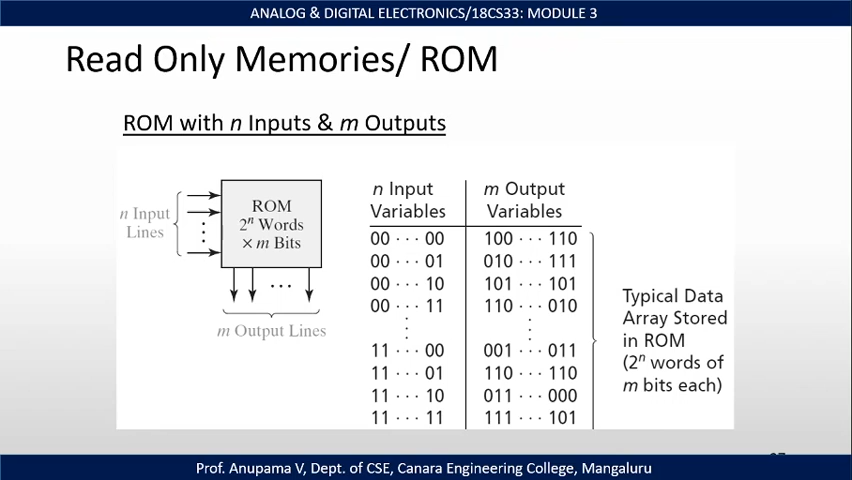 ANALOG & DIGITAL ELECTRONICS/18CS33: MODULE 3
Read Only Memories/ ROM
ROM with n Inputs & m Outputs
n Input
Lines
ROM
2ⁿ Words
× m Bits
m Output Lines
n Input m Output
Variables Variables
00 ··· 00 100 ··· 110
00 ··· 01 010 ··· 111
00 ··· 10 101 ··· 101
00 ··· 11 110 ··· 010
11 ··· 00 001 ··· 011
11 ··· 01 110 ··· 110
11 ··· 10 011 ··· 000
11 ··· 11 111 ··· 101
Typical Data
Array Stored
in ROM
(2ⁿ words of
m bits each)
Prof. Anupama V, Dept. of CSE, Canara Engineering College, Mangaluru